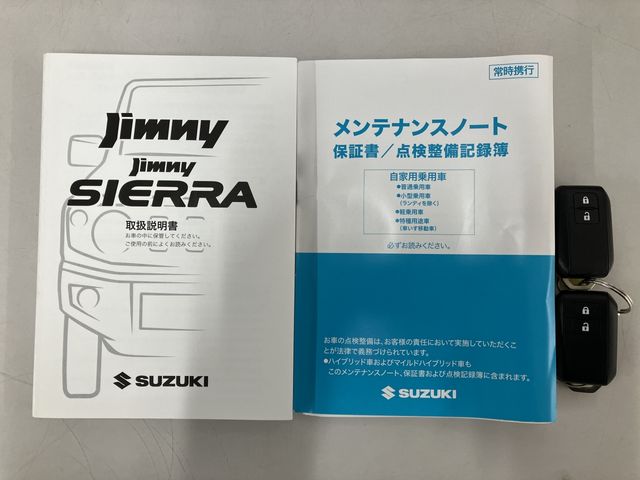 Jimny
Jimny
SIERRA
取扱説明書
お車の中に保管してください。
ご使用の前によくお読みください。
SUZUKI
常時携行
メンテナンスノート
保証書／点検整備記録簿
自家用乗用車
●普通乗用車
●小型乗用車
（ランディを除く）
●軽乗用車
●特種用途車
（車いす移動車）
必ずお読みください。
お車の点検整備は、お客様の責任において実施していただくこ
とが法律で義務づけられています。
●ハイブリッド車およびマイルドハイブリッド車も
このメンテナンスノート、保証書および点検記録簿に含まれます。
SUZUKI